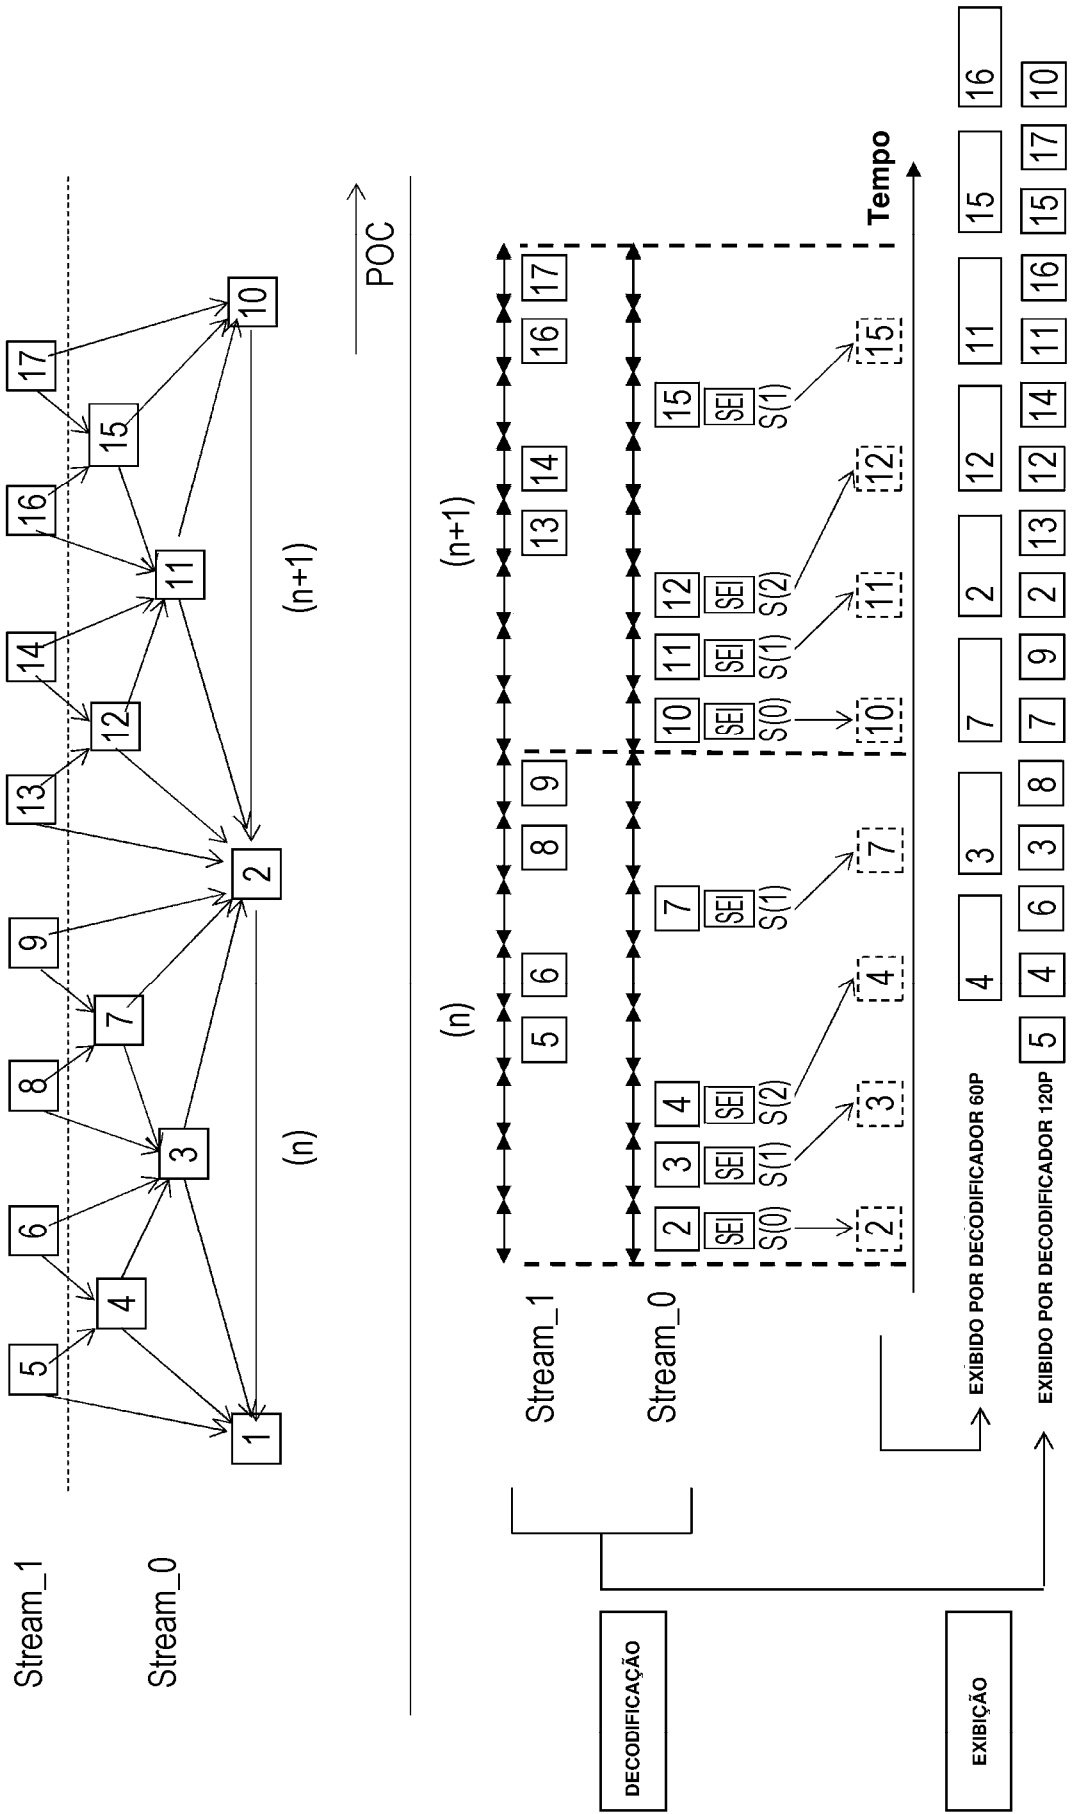 Stream_1
5 6 8 9 13 14 16 17
Stream_0
4 7 12 15
3 11
1 2 10
(n) (n+1)
POC
(n) (n+1)
DECODIFICAÇÃO
Stream_1
5 6 8 9 13 14 16 17
Stream_0
2 3 4 7 10 11 12 15
SEI SEI SEI SEI SEI SEI SEI SEI
S(0) S(1) S(2) S(1) S(0) S(1) S(2) S(1)
2 3 4 7 10 11 12 15
Tempo
EXIBIÇÃO
EXIBIDO POR DECODIFICADOR 60P
4 3 7 2 12 11 15 16
EXIBIDO POR DECODIFICADOR 120P
5 4 6 3 8 7 9 2 13 12 14 11 16 15 17 10